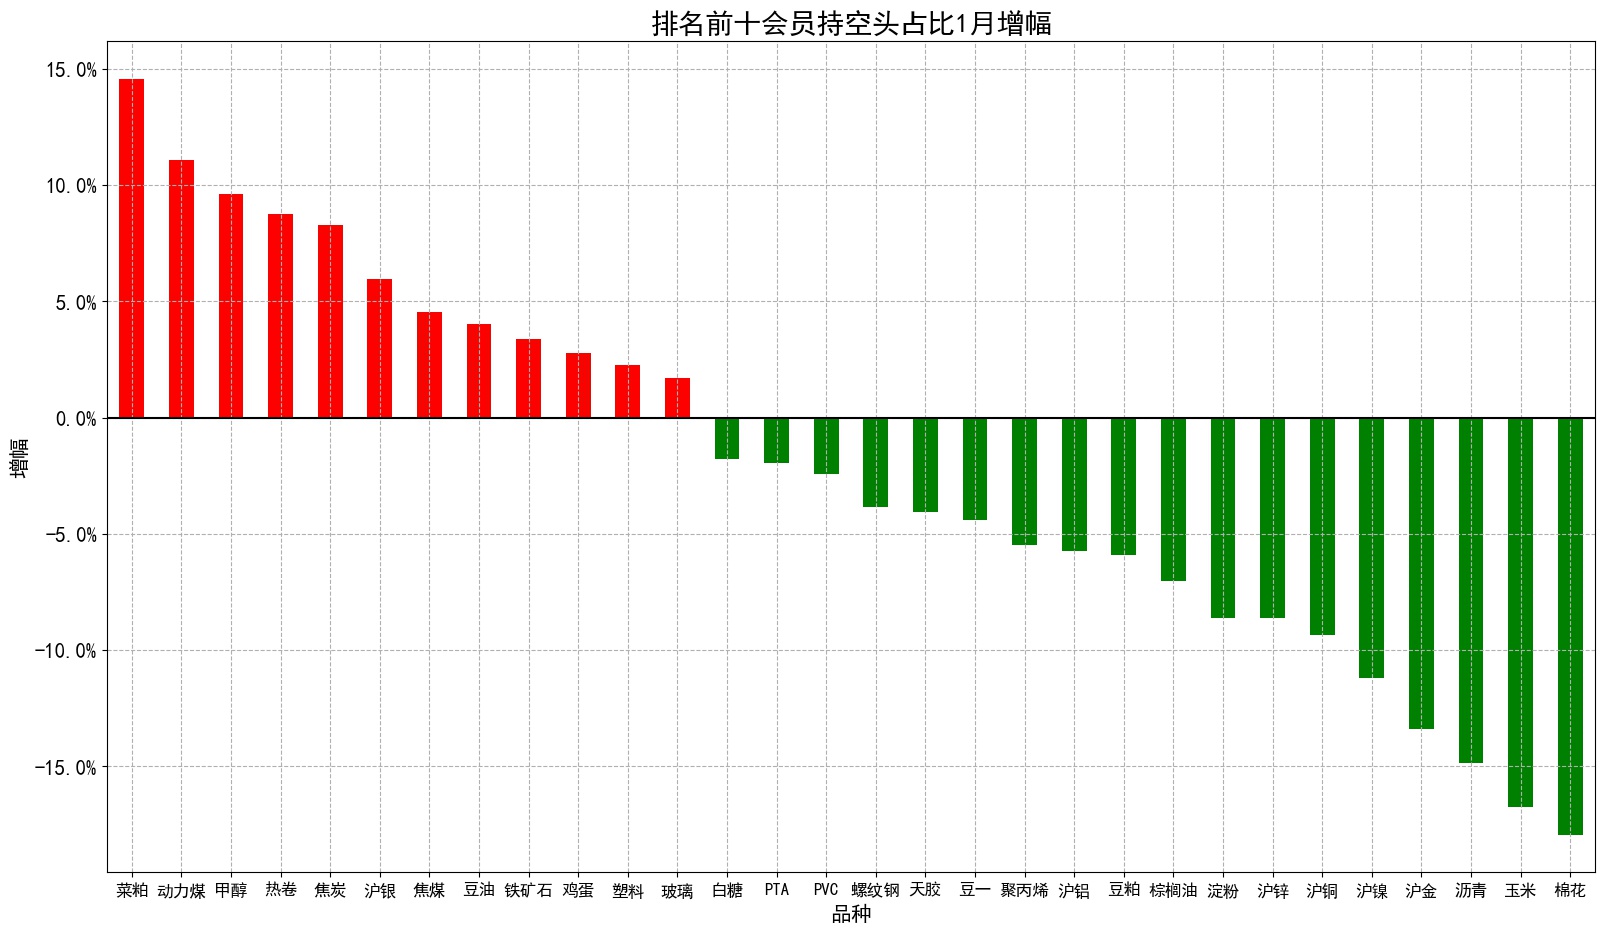 排名前十会员持空头占比1月增幅
15.0%
10.0%
5.0%
0.0%
-5.0%
-10.0%
-15.0%
增幅
菜粕 动力煤 甲醇 热卷 焦炭 沪银 焦煤 豆油 铁矿石 鸡蛋 塑料 玻璃 白糖 PTA PVC 螺纹钢 天胶 豆一 聚丙烯 沪铝 豆粕 棕榈油 淀粉 沪锌 沪铜 沪镍 沪金 沥青 玉米 棉花
品种